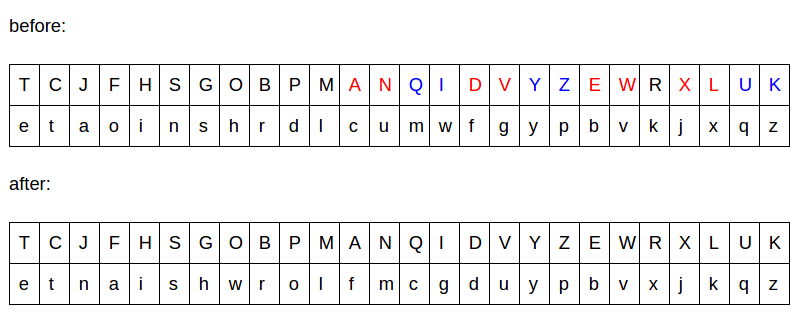 before:
T C J F H S G O B P M A N Q I D V Y Z E W R X L U K
e t a o i n s h r d l c u m w f g y p b v k j x q z
after:
T C J F H S G O B P M A N Q I D V Y Z E W R X L U K
e t n a i s h w r o l f m c g d u y p b v x j k q z